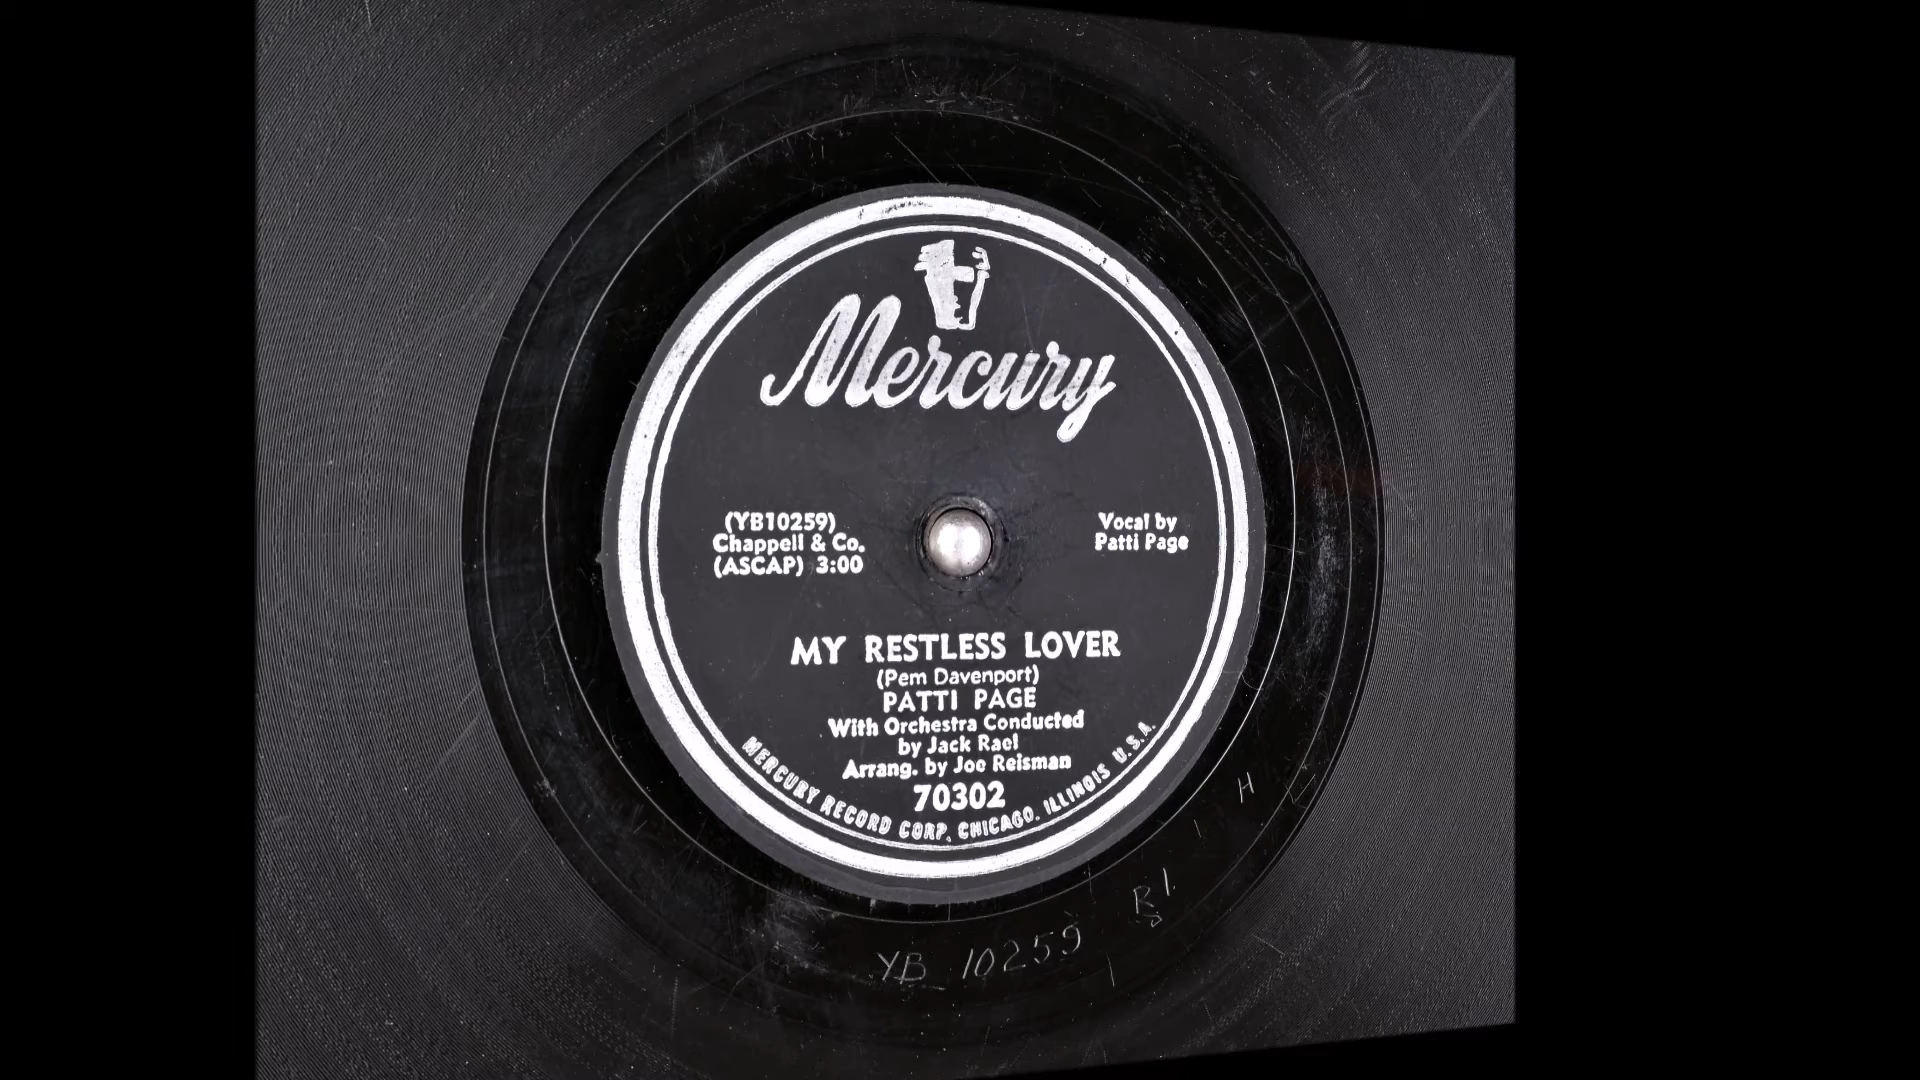 Mercury
(YB10259)
Chappell & Co.
(ASCAP) 3:00
Vocal by
Patti Page
MY RESTLESS LOVER
(Pem Davenport)
PATTI PAGE
With Orchestra Conducted
by Jack Rael
Arrang. by Joe Reisman
70302
MERCURY RECORD CORP. CHICAGO. ILLINOIS U.S.A.
YB 10259
H